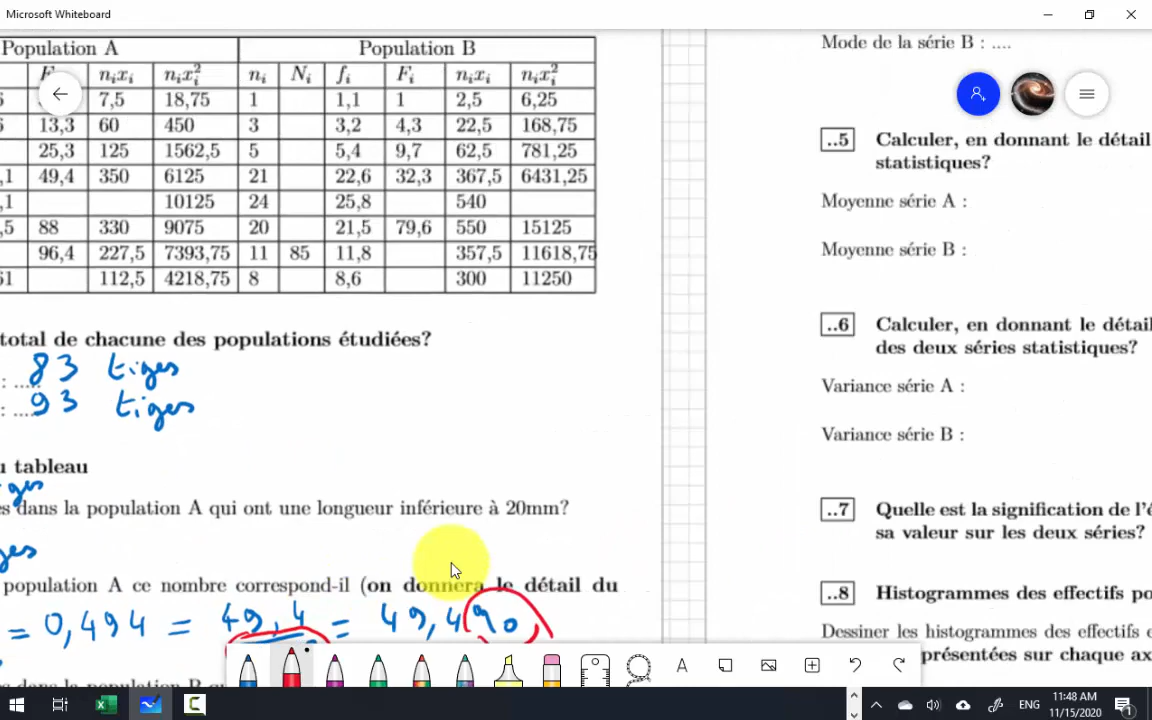 Microsoft Whiteboard
Population A Population B
n_i x_i n_i x_i^2 n_i N_i f_i F_i n_i x_i n_i x_i^2
7,5 18,75 1 1,1 1 2,5 6,25
13,3 60 450 3 3,2 4,3 22,5 168,75
25,3 125 1562,5 5 5,4 9,7 62,5 781,25
,1 49,4 350 6125 21 22,6 32,3 367,5 6431,25
,1 10125 24 25,8 540
,5 88 330 9075 20 21,5 79,6 550 15125
96,4 227,5 7393,75 11 85 11,8 357,5 11618,75
61 112,5 4218,75 8 8,6 300 11250
total de chacune des populations étudiées?
: .... 83 tiges
: .... 93 tiges
u tableau
ges
s dans la population A qui ont une longueur inférieure à 20mm?
ges
population A ce nombre correspond-il (on donnera le détail du
= 0,494 = 49,4 = 49,4 %
Mode de la série B : ....
..5 Calculer, en donnant le détail
statistiques?
Moyenne série A :
Moyenne série B :
..6 Calculer, en donnant le détail
des deux séries statistiques?
Variance série A :
Variance série B :
..7 Quelle est la signification de l'é
sa valeur sur les deux séries?
..8 Histogrammes des effectifs po
Dessiner les histogrammes des effectifs e
présentées sur chaque ax
ENG
11:48 AM
11/15/2020